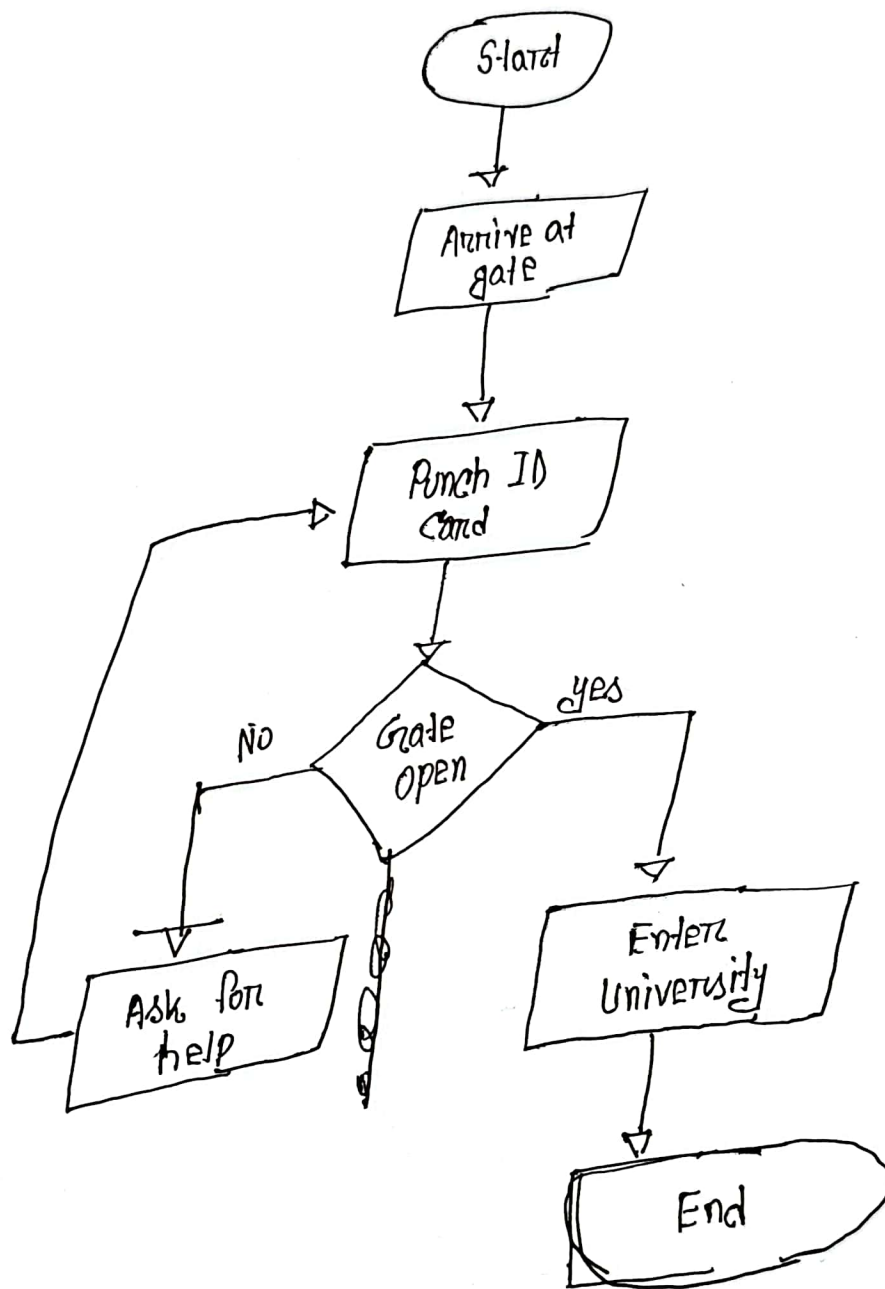 Start
Arrive at
gate
Punch ID
Card
Gate
open
No
yes
Ask for
help
Enter
University
End